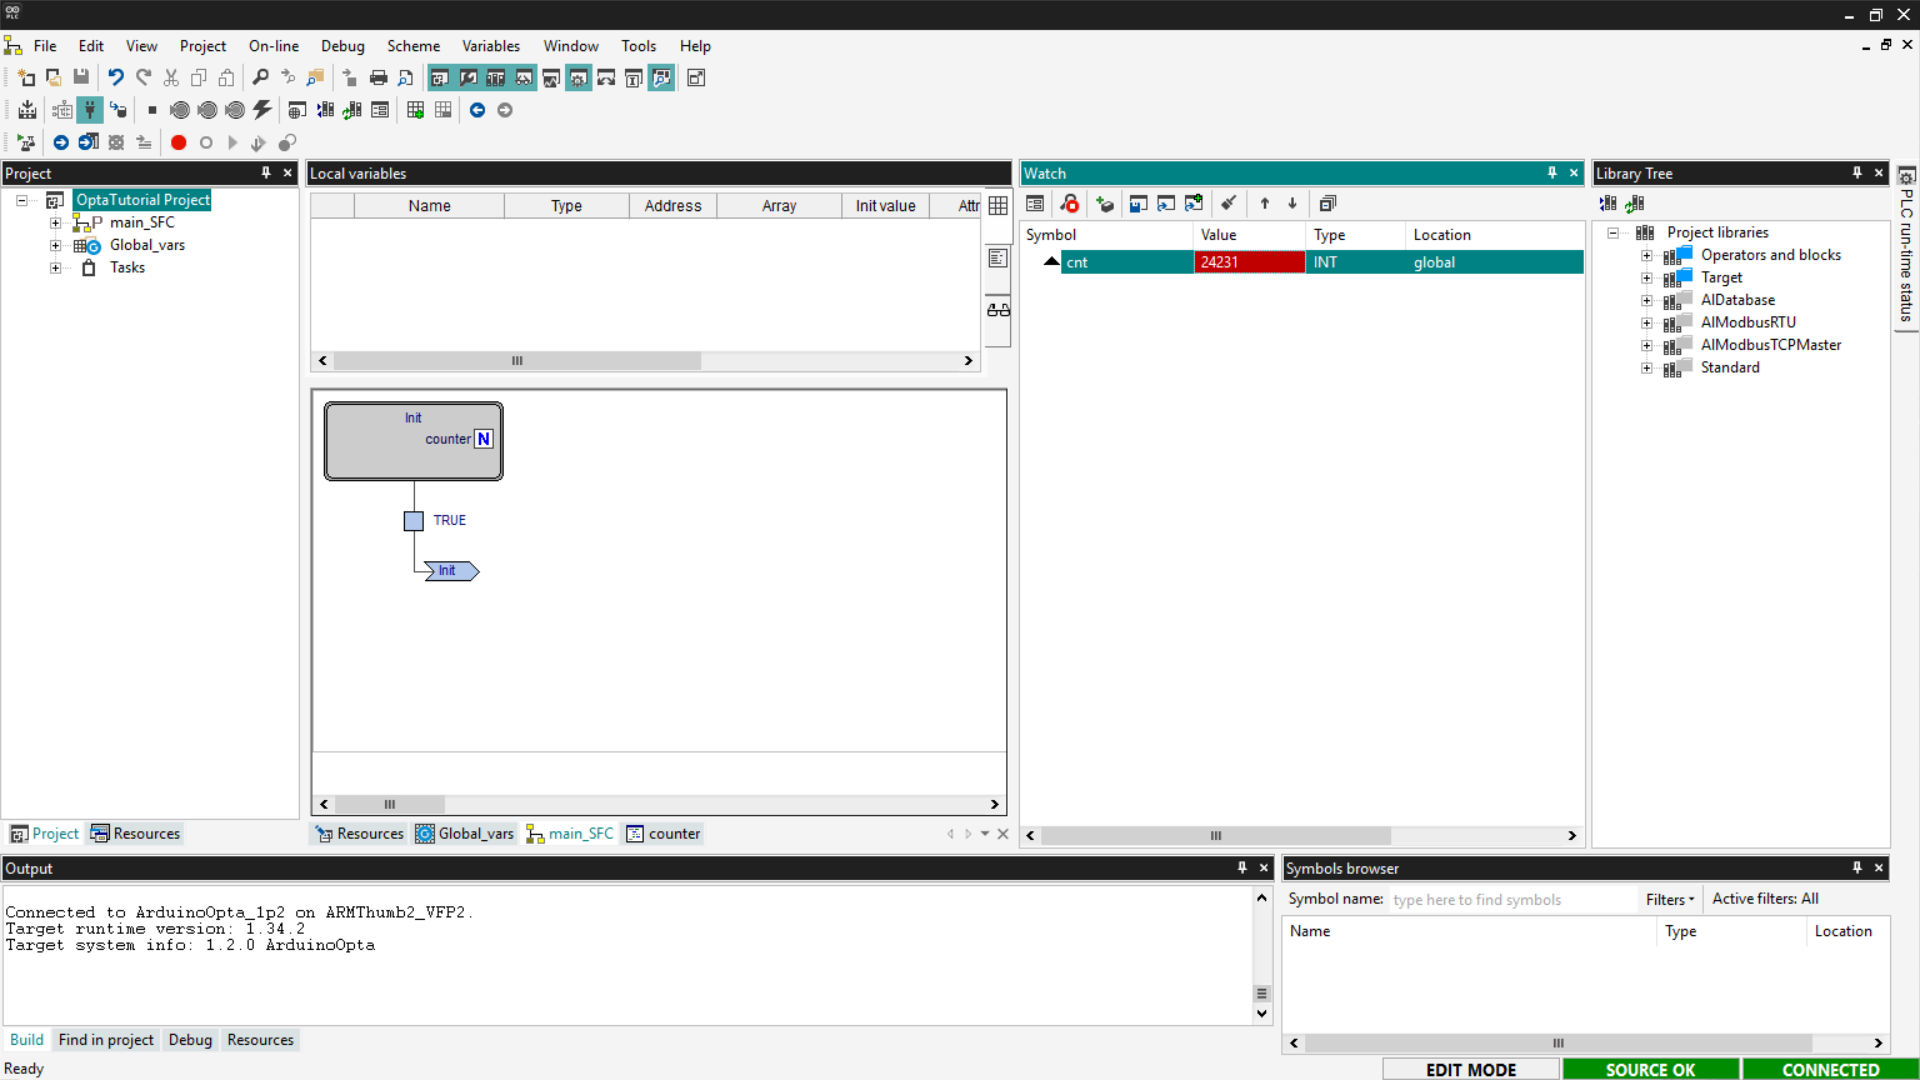 PLC
File Edit View Project On-line Debug Scheme Variables Window Tools Help
Project
OptaTutorial Project
main_SFC
Global_vars
Tasks
Project Resources
Local variables
Name Type Address Array Init value Attr
Init
counter N
TRUE
Init
Resources Global_vars main_SFC counter
Watch
Symbol Value Type Location
cnt 24231 INT global
Library Tree
Project libraries
Operators and blocks
Target
AlDatabase
AlModbusRTU
AlModbusTCPMaster
Standard
PLC run-time status
Output
Connected to ArduinoOpta_1p2 on ARMThumb2_VFP2.
Target runtime version: 1.34.2
Target system info: 1.2.0 ArduinoOpta
Build Find in project Debug Resources
Symbols browser
Symbol name: type here to find symbols Filters Active filters: All
Name Type Location
Ready
EDIT MODE SOURCE OK CONNECTED